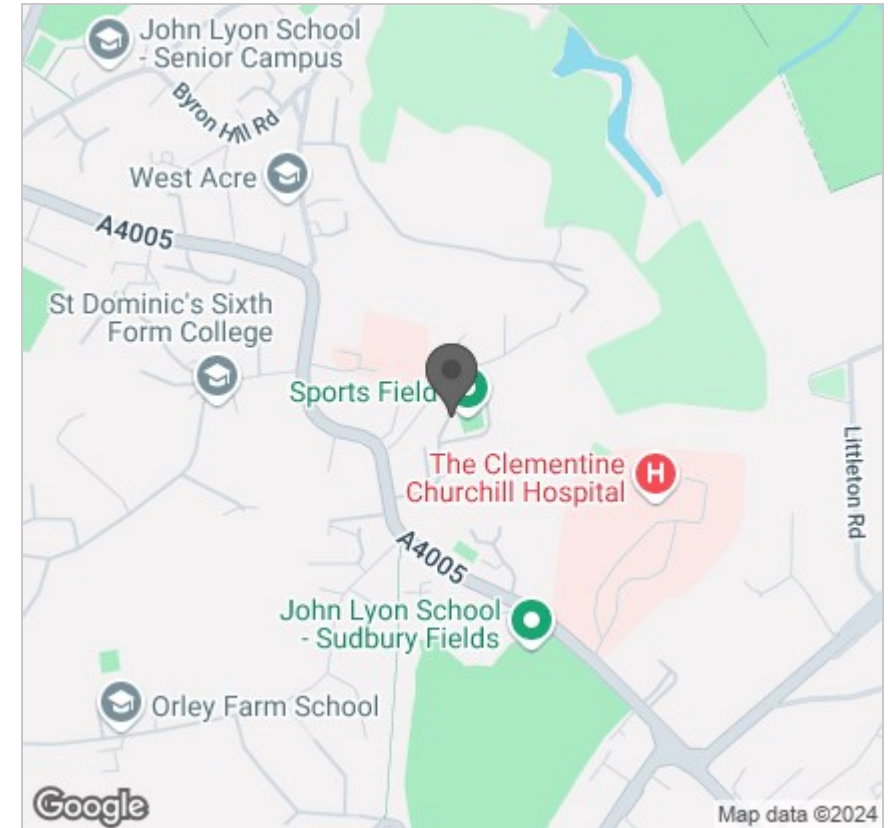 John Lyon School
- Senior Campus
Byron Hill Rd
West Acre
A4005
St Dominic's Sixth
Form College
Sports Field
The Clementine
Churchill Hospital
H
Littleton Rd
A4005
John Lyon School
- Sudbury Fields
Orley Farm School
Google
Map data ©2024